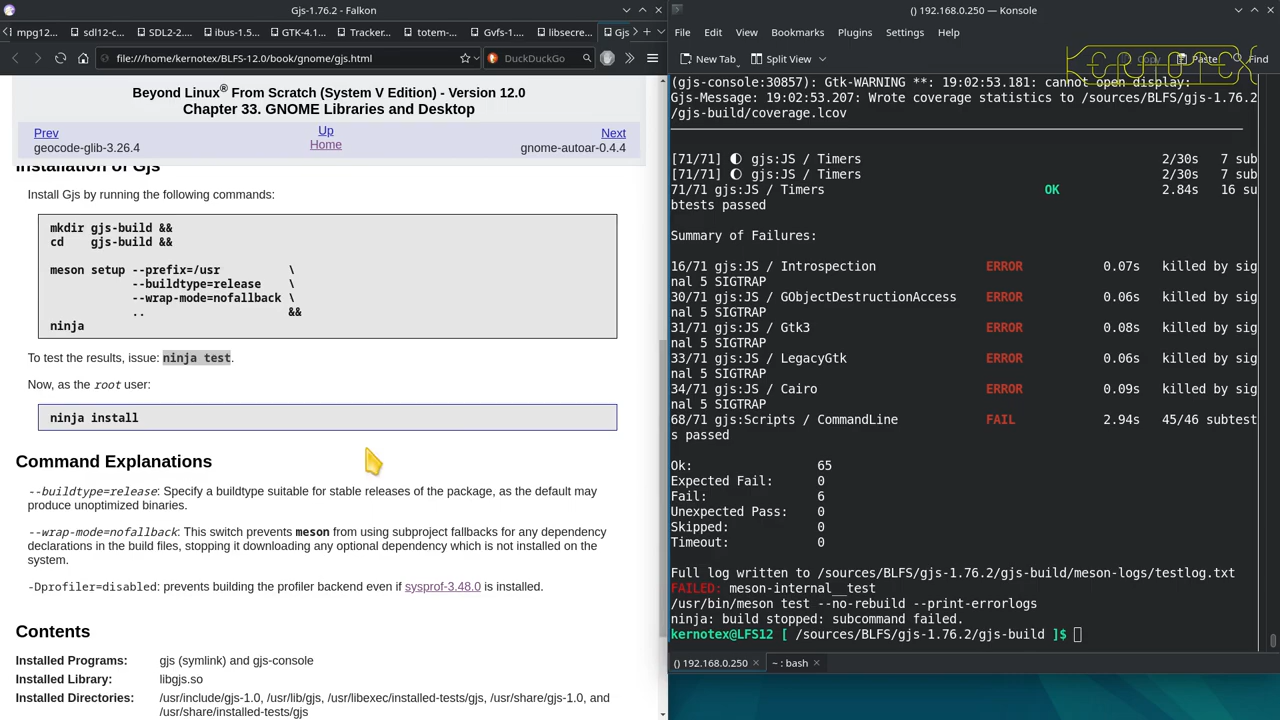 Gjs-1.76.2 — Falkon
mpg12...
sdl12-c...
SDL2-2....
ibus-1.5...
GTK-4.1...
Tracker...
totem-...
Gvfs-1....
libsecre...
Gjs
file:///home/kernotex/BLFS-12.0/book/gnome/gjs.html
DuckDuckGo
Beyond Linux® From Scratch (System V Edition) - Version 12.0
Chapter 33. GNOME Libraries and Desktop
Prev
Up
Next
geocode-glib-3.26.4
Home
gnome-autoar-0.4.4
Installation of Gjs
Install Gjs by running the following commands:
mkdir gjs-build &&
cd    gjs-build &&
meson setup --prefix=/usr          \
            --buildtype=release    \
            --wrap-mode=nofallback \
            ..                     &&
ninja
To test the results, issue: ninja test.
Now, as the root user:
ninja install
Command Explanations
--buildtype=release: Specify a buildtype suitable for stable releases of the package, as the default may
produce unoptimized binaries.
--wrap-mode=nofallback: This switch prevents meson from using subproject fallbacks for any dependency
declarations in the build files, stopping it downloading any optional dependency which is not installed on the
system.
-Dprofiler=disabled: prevents building the profiler backend even if sysprof-3.48.0 is installed.
Contents
Installed Programs: gjs (symlink) and gjs-console
Installed Library: libgjs.so
Installed Directories: /usr/include/gjs-1.0, /usr/lib/gjs, /usr/libexec/installed-tests/gjs, /usr/share/gjs-1.0, and
/usr/share/installed-tests/gjs
() 192.168.0.250 — Konsole
File Edit View Bookmarks Plugins Settings Help
New Tab Split View Copy Paste Find
KERNOTEX
(gjs-console:30857): Gtk-WARNING **: 19:02:53.181: cannot open display:
Gjs-Message: 19:02:53.207: Wrote coverage statistics to /sources/BLFS/gjs-1.76.2
/gjs-build/coverage.lcov
[71/71] 🌓 gjs:JS / Timers 2/30s 7 sub
[71/71] 🌓 gjs:JS / Timers 2/30s 7 sub
71/71 gjs:JS / Timers OK 2.84s 16 su
btests passed
Summary of Failures:
16/71 gjs:JS / Introspection ERROR 0.07s killed by sig
nal 5 SIGTRAP
30/71 gjs:JS / GObjectDestructionAccess ERROR 0.06s killed by sig
nal 5 SIGTRAP
31/71 gjs:JS / Gtk3 ERROR 0.08s killed by sig
nal 5 SIGTRAP
33/71 gjs:JS / LegacyGtk ERROR 0.06s killed by sig
nal 5 SIGTRAP
34/71 gjs:JS / Cairo ERROR 0.09s killed by sig
nal 5 SIGTRAP
68/71 gjs:Scripts / CommandLine FAIL 2.94s 45/46 subtest
s passed
Ok: 65
Expected Fail: 0
Fail: 6
Unexpected Pass: 0
Skipped: 0
Timeout: 0
Full log written to /sources/BLFS/gjs-1.76.2/gjs-build/meson-logs/testlog.txt
FAILED: meson-internal__test
/usr/bin/meson test --no-rebuild --print-errorlogs
ninja: build stopped: subcommand failed.
kernotex@LFS12 [ /sources/BLFS/gjs-1.76.2/gjs-build ]$
() 192.168.0.250
~ : bash